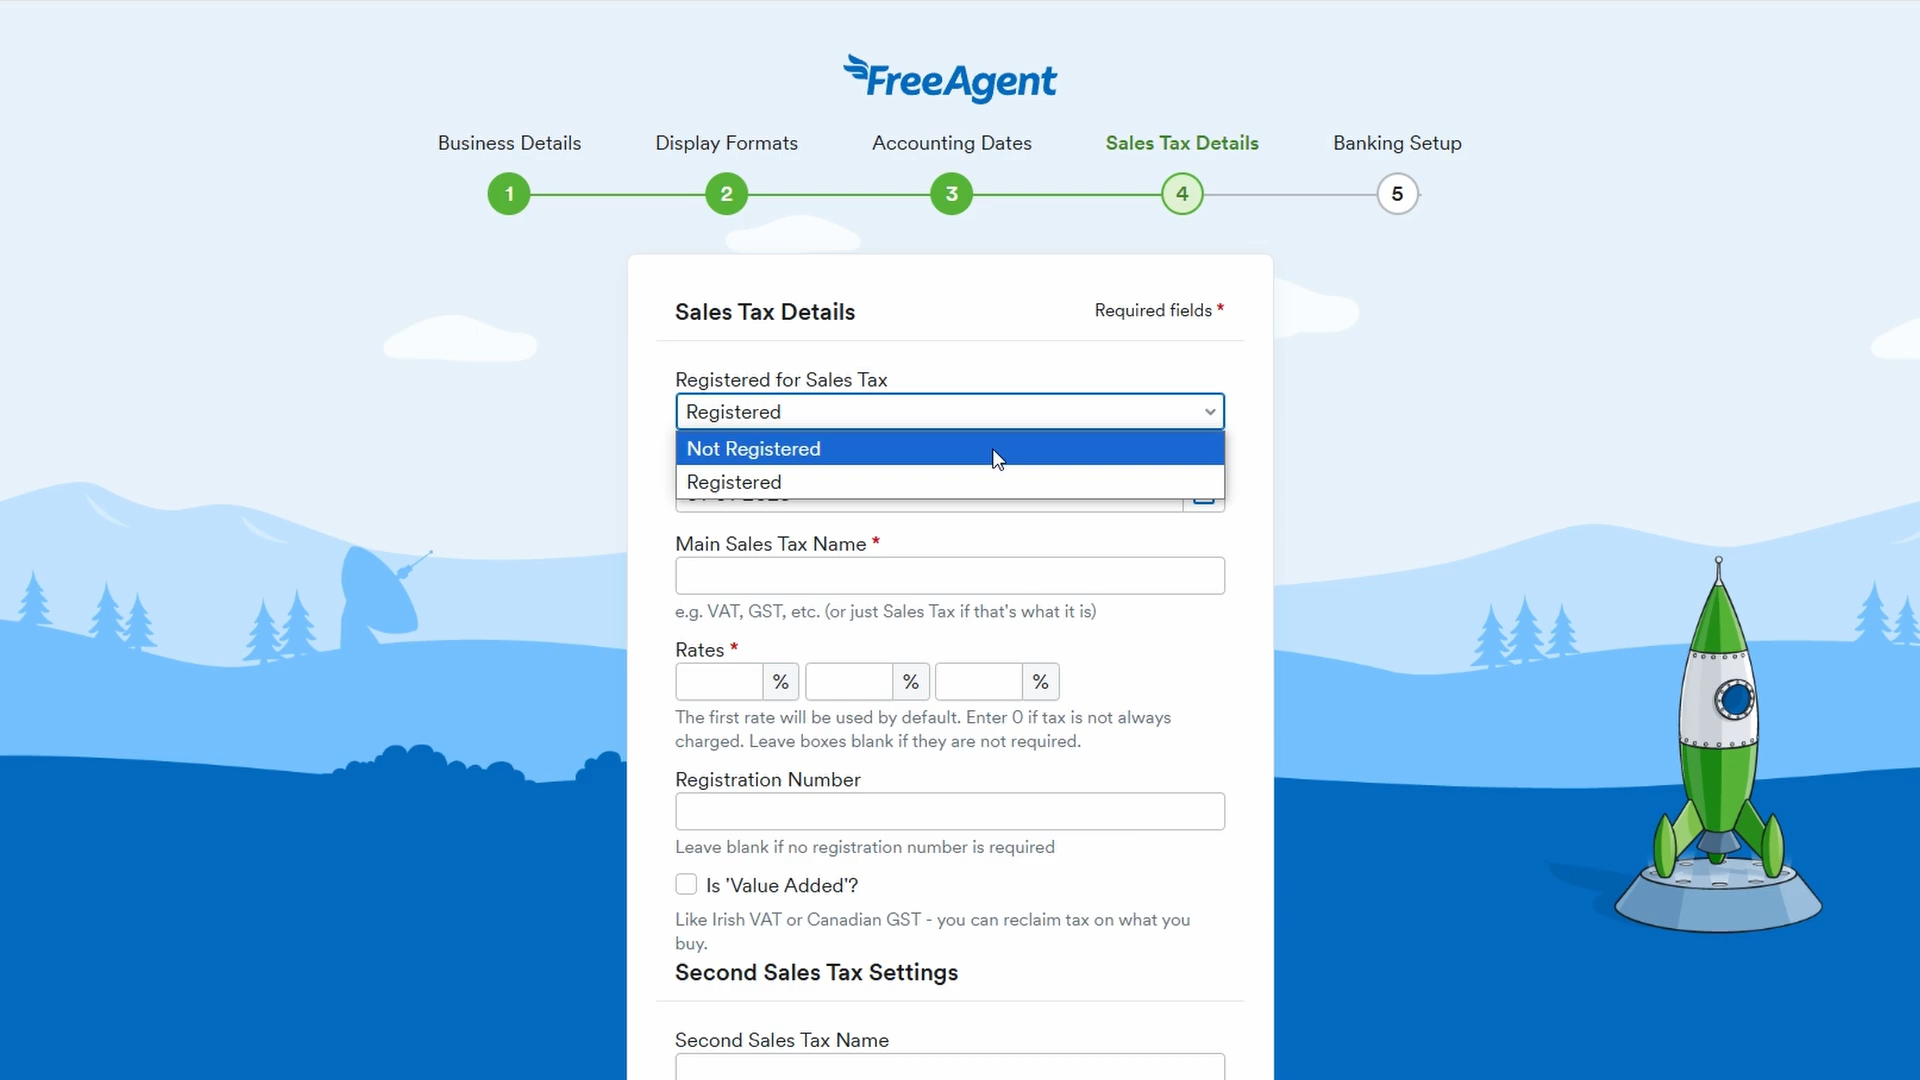 FreeAgent
Business Details
Display Formats
Accounting Dates
Sales Tax Details
Banking Setup
1
2
3
4
5
Sales Tax Details
Required fields *
Registered for Sales Tax
Registered
Not Registered
Registered
Main Sales Tax Name *
e.g. VAT, GST, etc. (or just Sales Tax if that's what it is)
Rates *
% % %
The first rate will be used by default. Enter 0 if tax is not always
charged. Leave boxes blank if they are not required.
Registration Number
Leave blank if no registration number is required
Is 'Value Added'?
Like Irish VAT or Canadian GST - you can reclaim tax on what you
buy.
Second Sales Tax Settings
Second Sales Tax Name